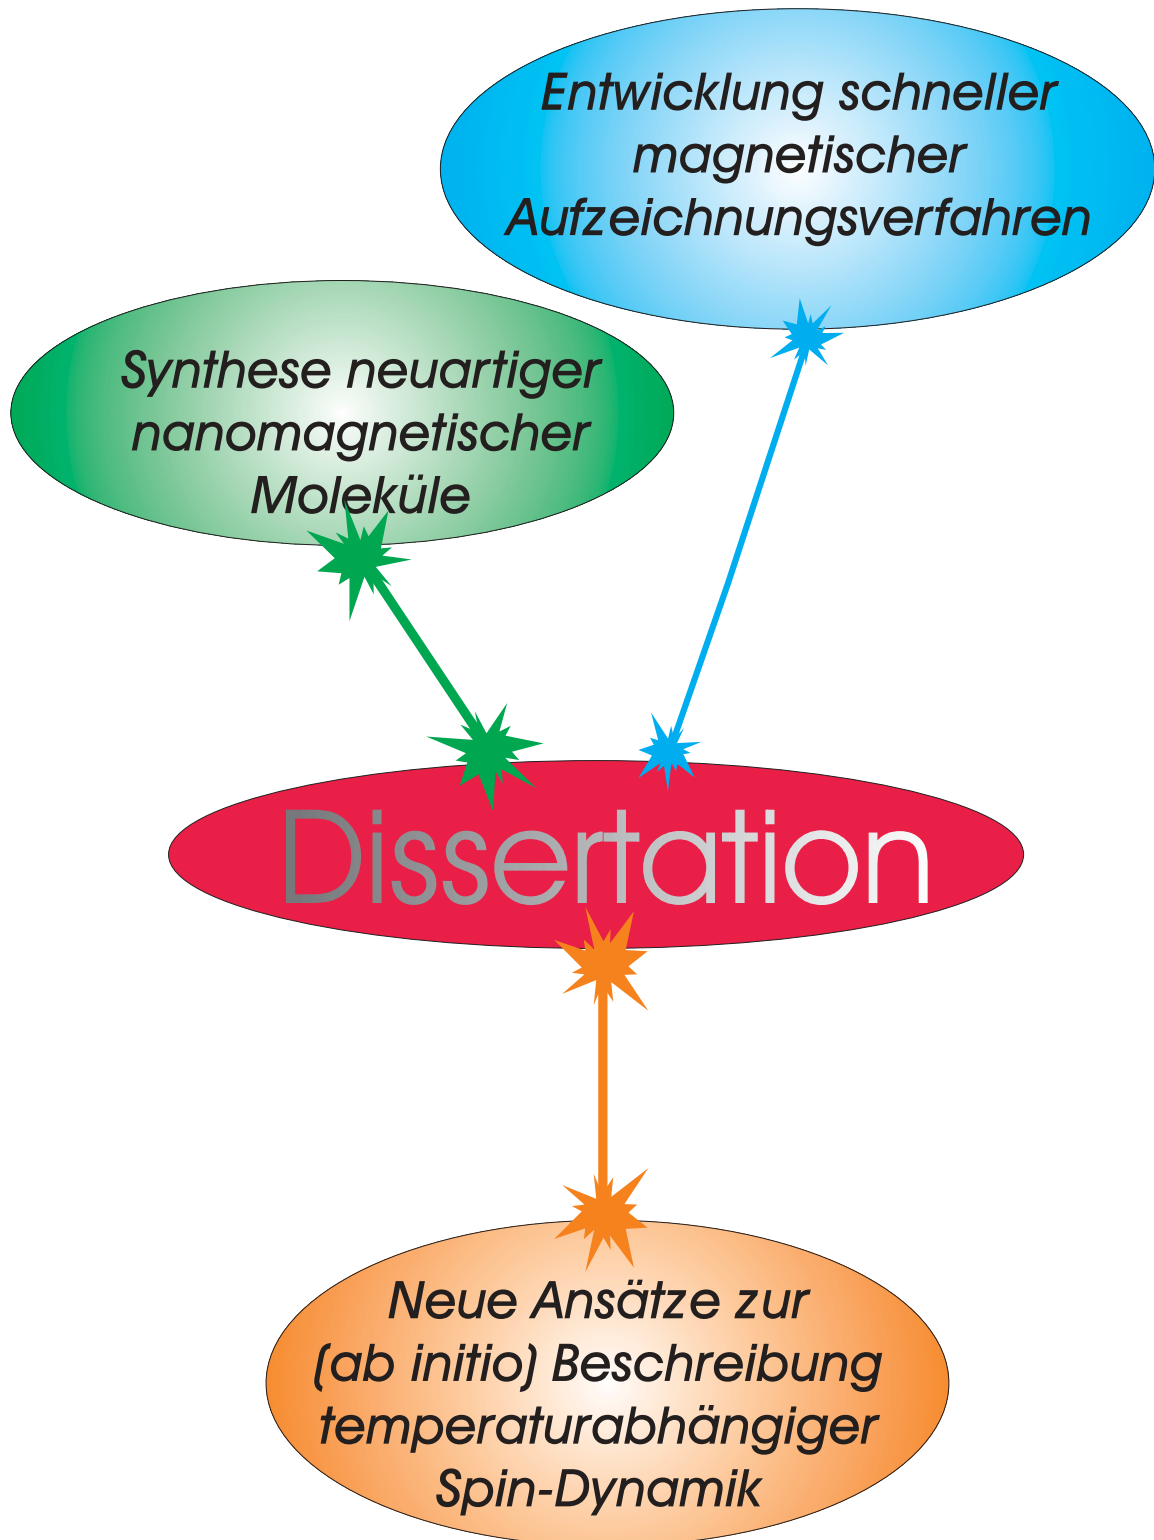 Entwicklung schneller
magnetischer
Aufzeichnungsverfahren
Synthese neuartiger
nanomagnetischer
Moleküle
Dissertation
Neue Ansätze zur
(ab initio) Beschreibung
temperaturabhängiger
Spin-Dynamik